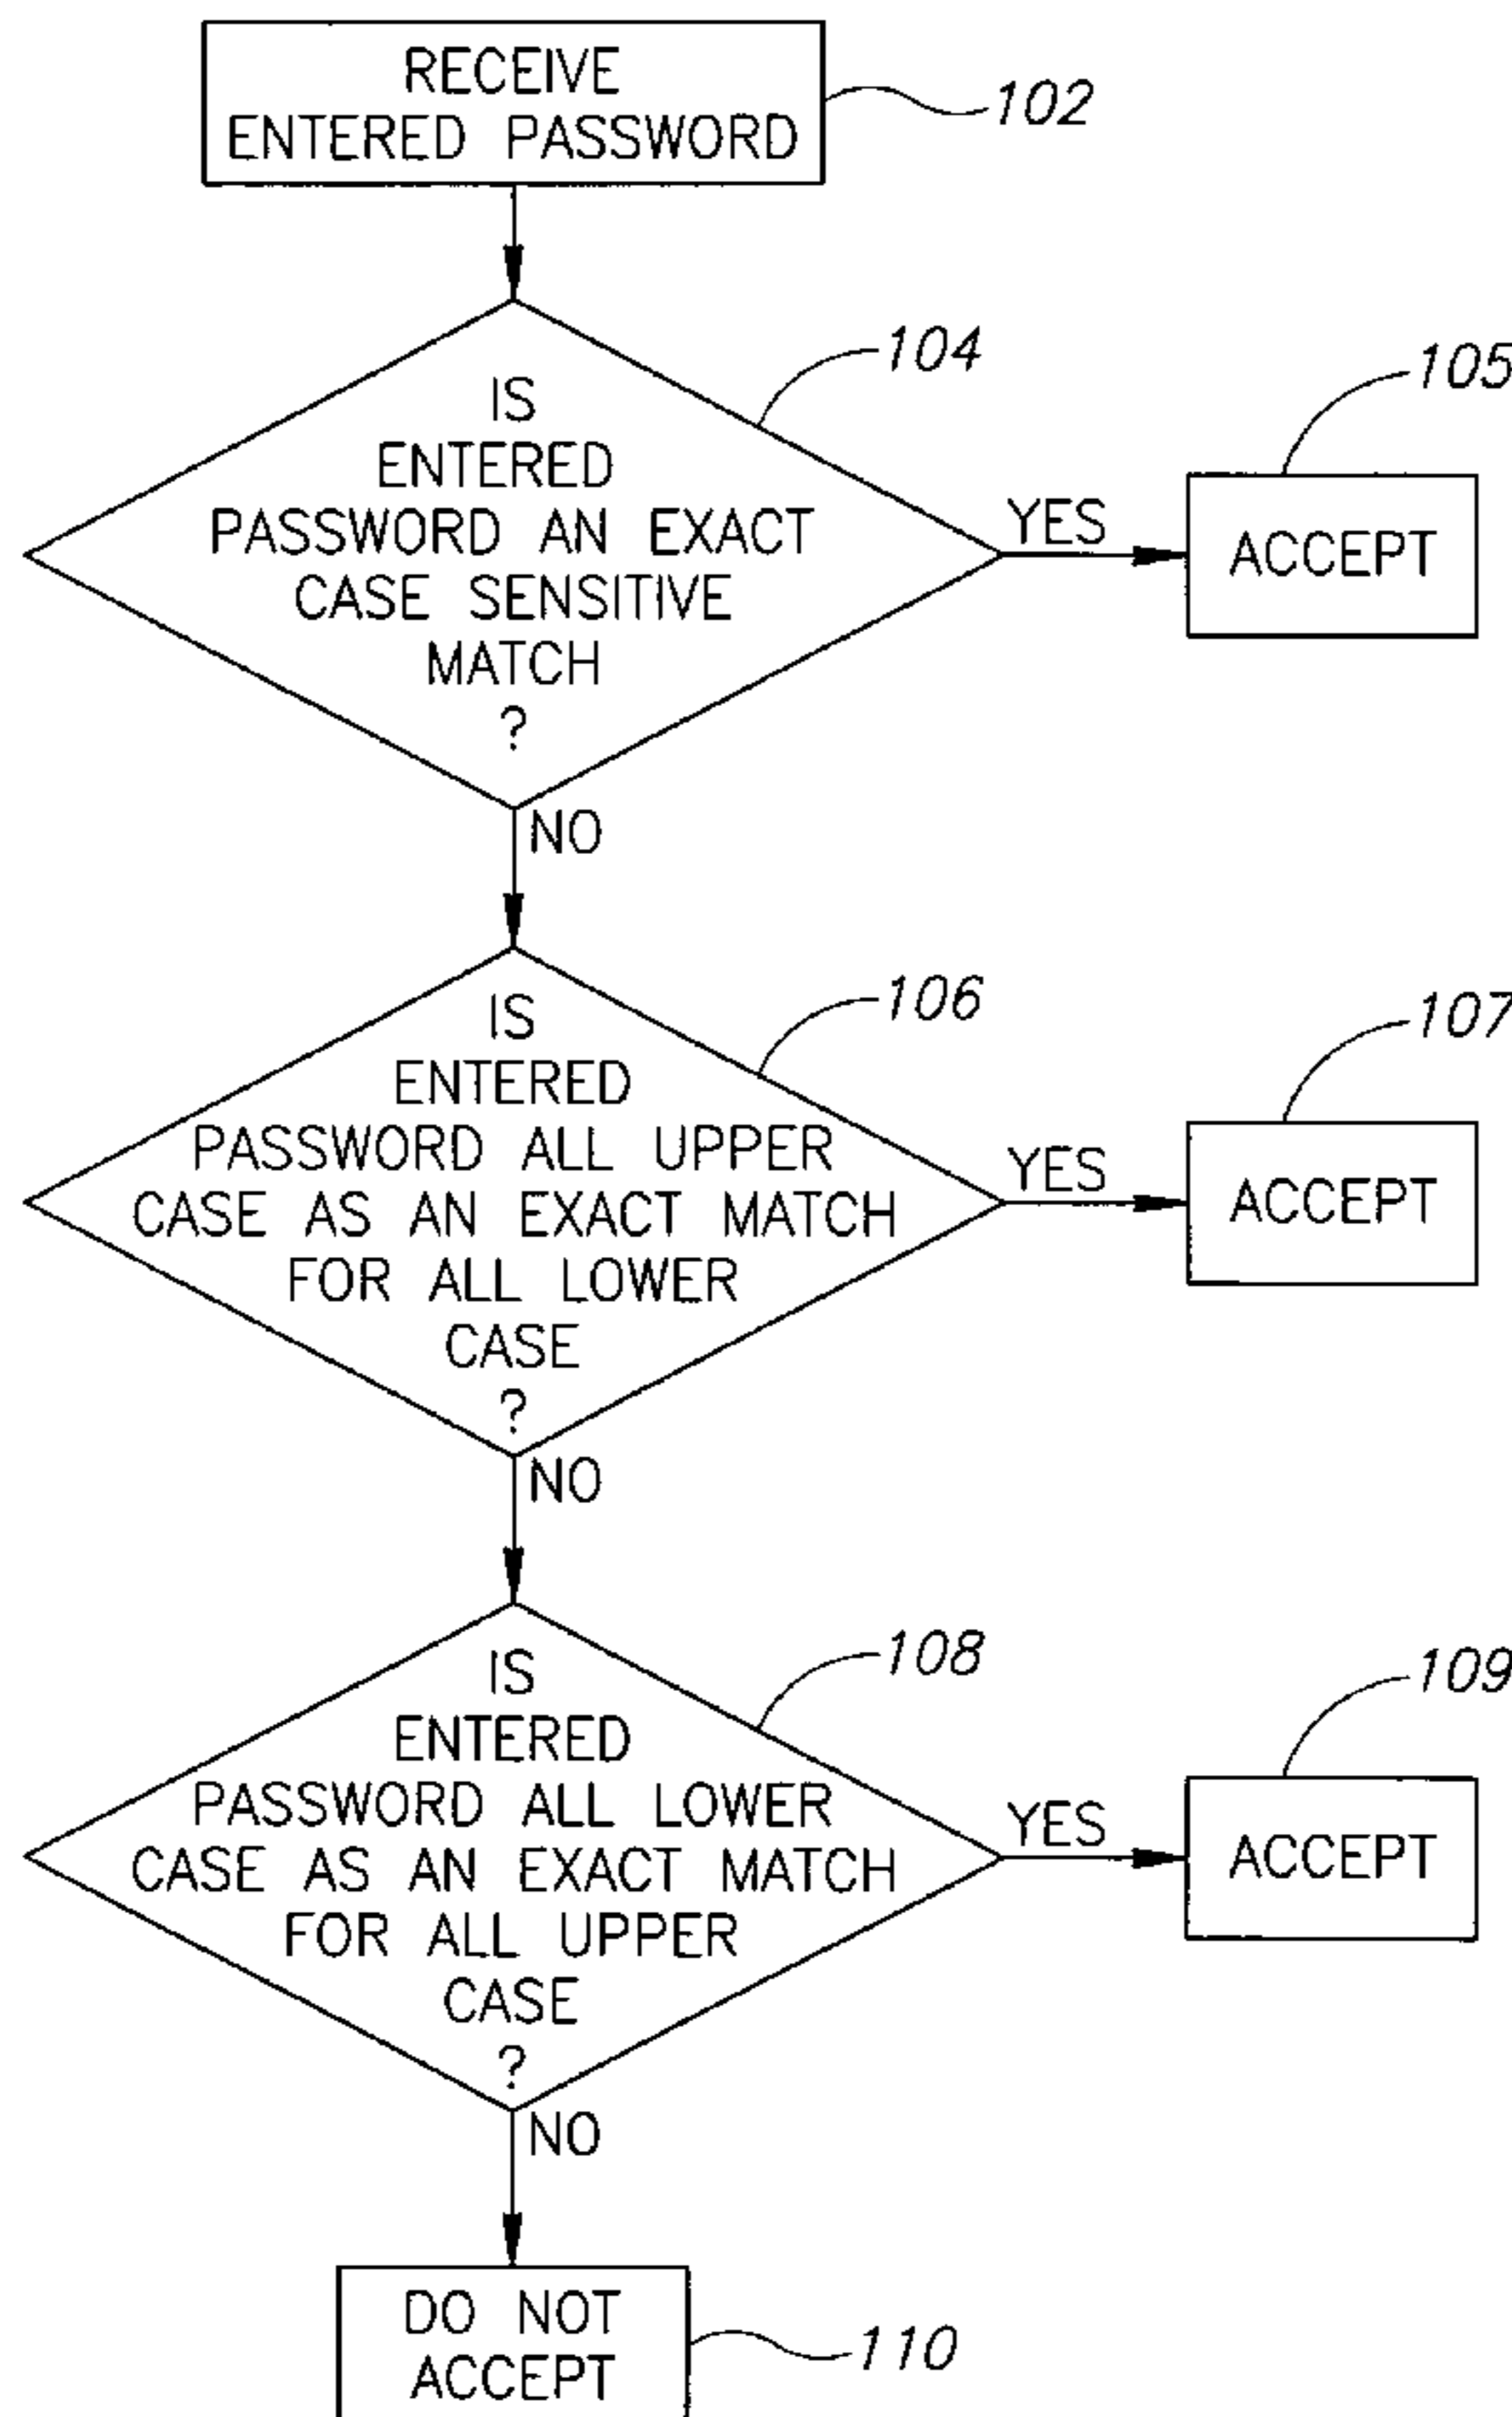 RECEIVE
ENTERED PASSWORD
102
IS
ENTERED
PASSWORD AN EXACT
CASE SENSITIVE
MATCH
?
104
YES
ACCEPT
105
NO
IS
ENTERED
PASSWORD ALL UPPER
CASE AS AN EXACT MATCH
FOR ALL LOWER
CASE
?
106
YES
ACCEPT
107
NO
IS
ENTERED
PASSWORD ALL LOWER
CASE AS AN EXACT MATCH
FOR ALL UPPER
CASE
?
108
YES
ACCEPT
109
NO
DO NOT
ACCEPT
110